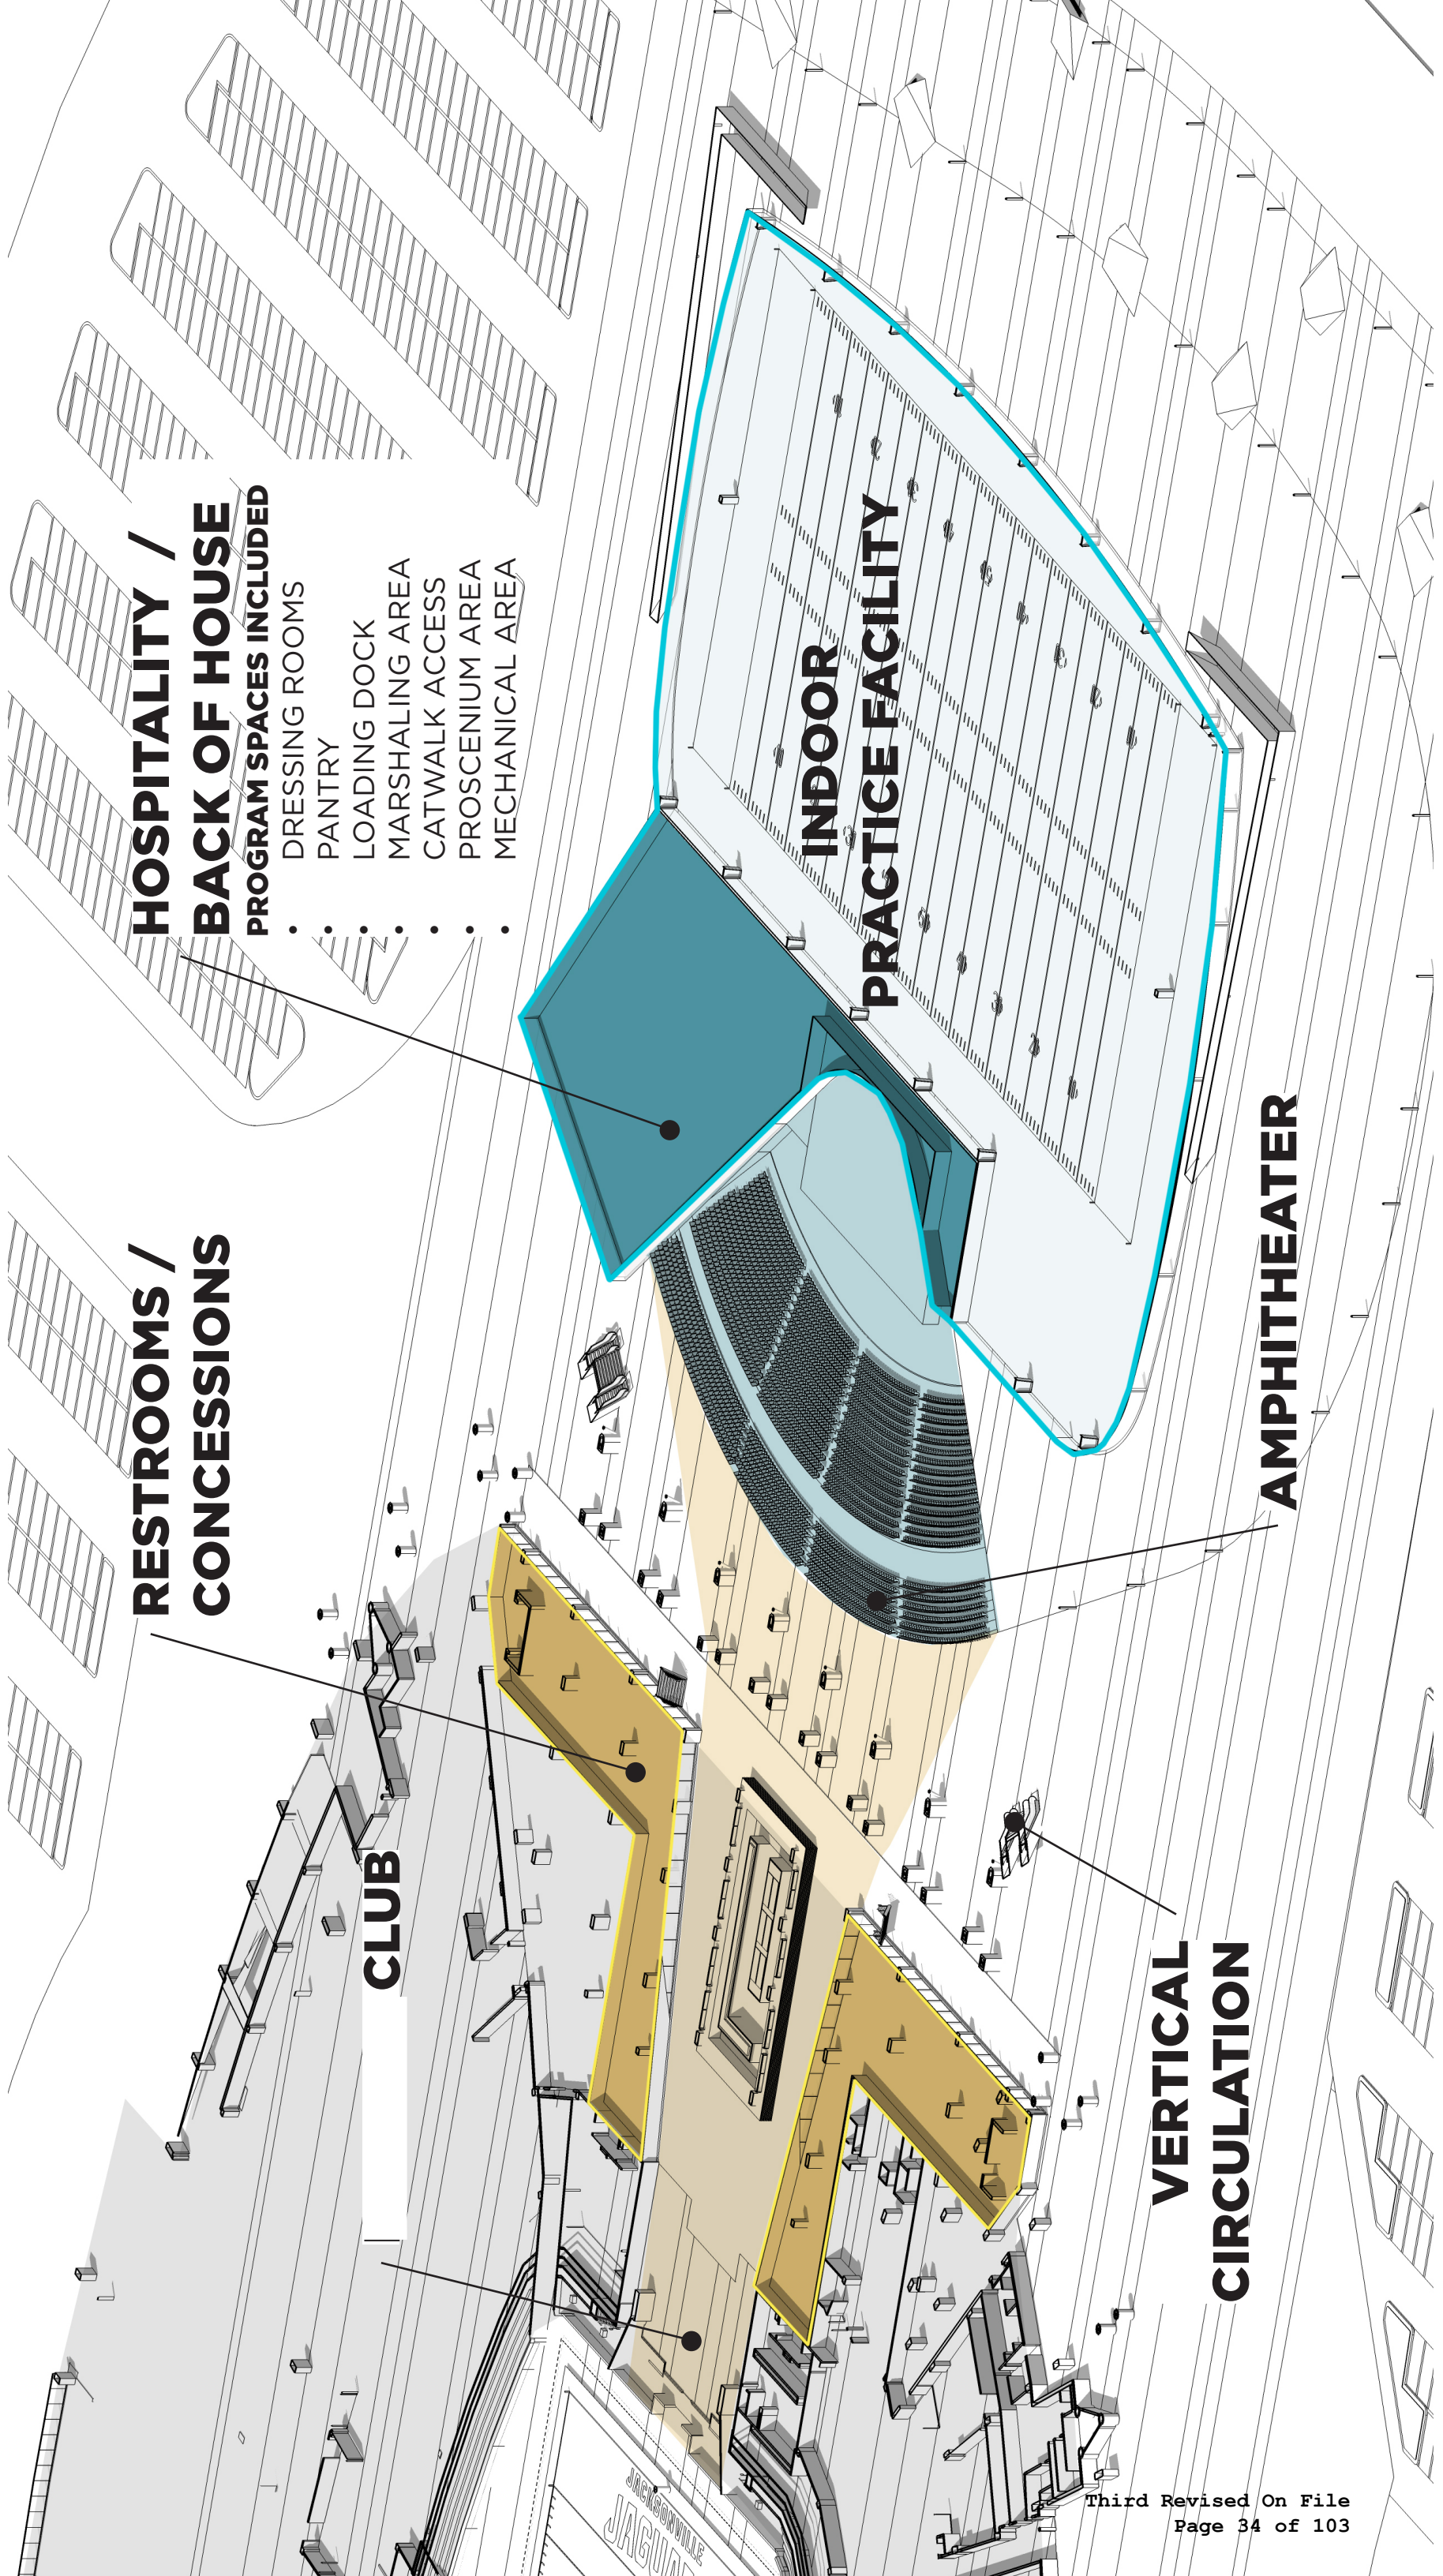 HOSPITALITY /
BACK OF HOUSE
PROGRAM SPACES INCLUDED
• DRESSING ROOMS
• PANTRY
• LOADING DOCK
• MARSHALING AREA
• CATWALK ACCESS
• PROSCENIUM AREA
• MECHANICAL AREA
RESTROOMS /
CONCESSIONS
CLUB
INDOOR
PRACTICE FACILITY
AMPHITHEATER
VERTICAL
CIRCULATION
JACKSONVILLE
Third Revised On File
Page 34 of 103